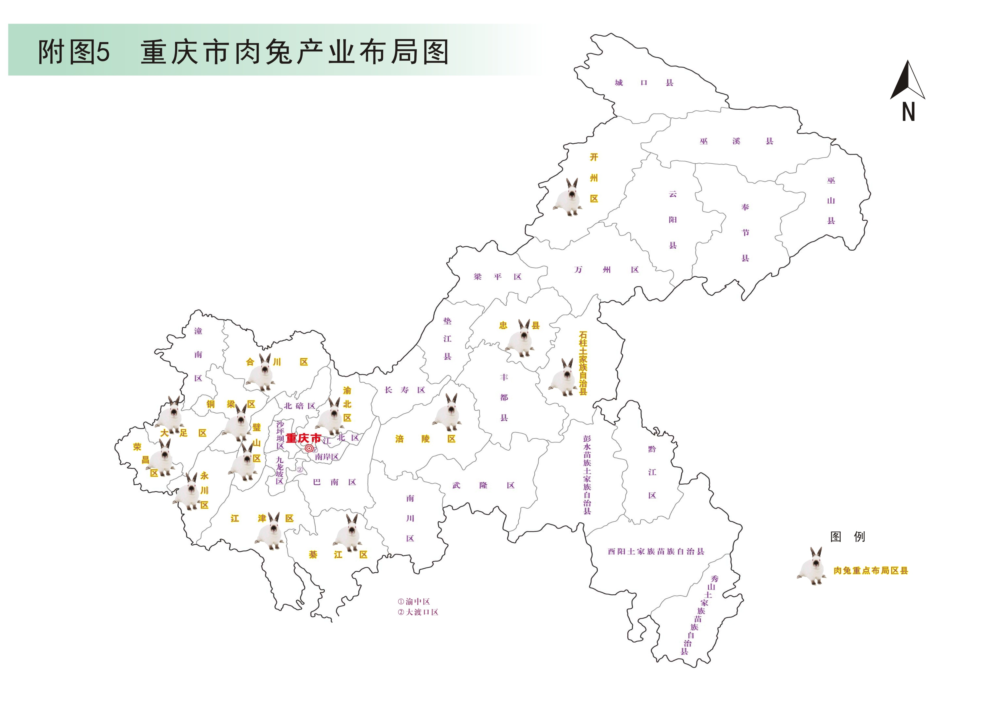 附图5 重庆市肉兔产业布局图
N
城口县
巫溪县
开州区
巫山县
云阳县
奉节县
万州区
梁平区
垫江县
忠县
石柱土家族自治县
潼南区
合川区
丰都县
长寿区
渝北区
铜梁区
北碚区
璧山区
沙坪坝区
大足区
重庆市
江北区
涪陵区
荣昌区
①
南岸区
九龙坡区
②
彭水苗族土家族自治县
黔江区
永川区
巴南区
武隆区
南川区
江津区
綦江区
酉阳土家族苗族自治县
秀山土家族苗族自治县
图例
肉兔重点布局区县
①渝中区
②大渡口区